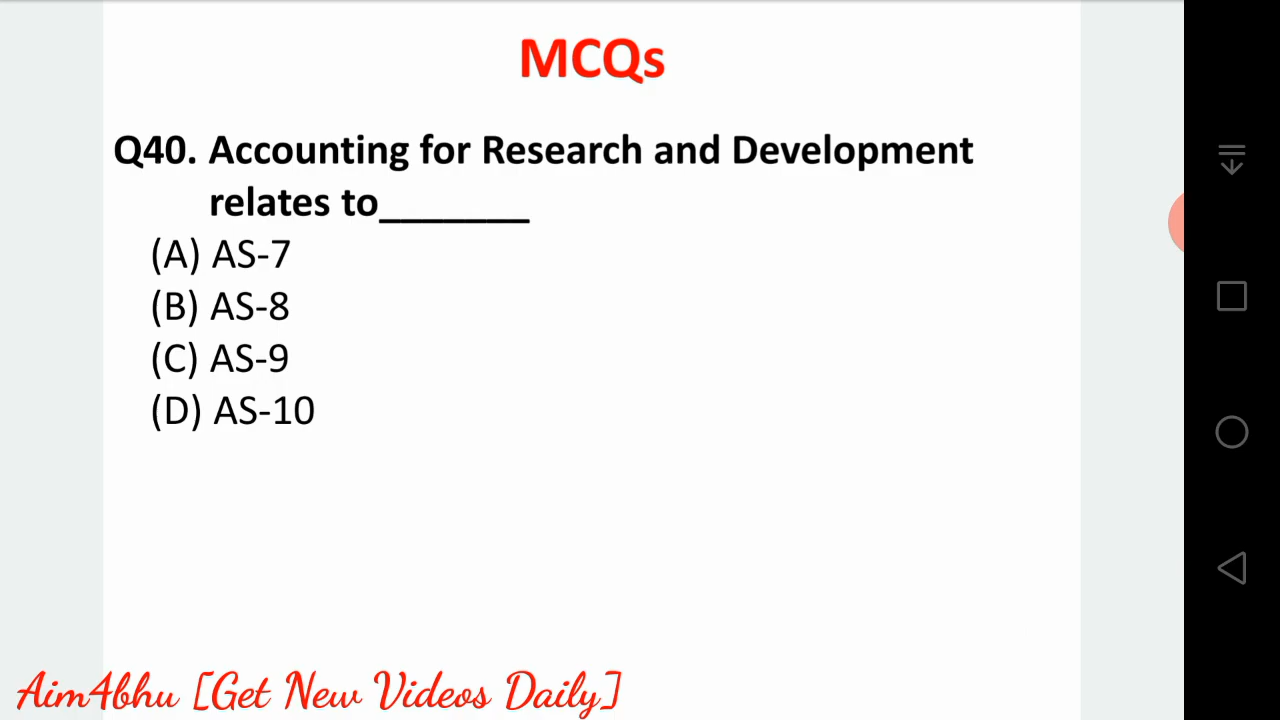 MCQs
Q40. Accounting for Research and Development
relates to_______
(A) AS-7
(B) AS-8
(C) AS-9
(D) AS-10
Aim4bhu [Get New Videos Daily]